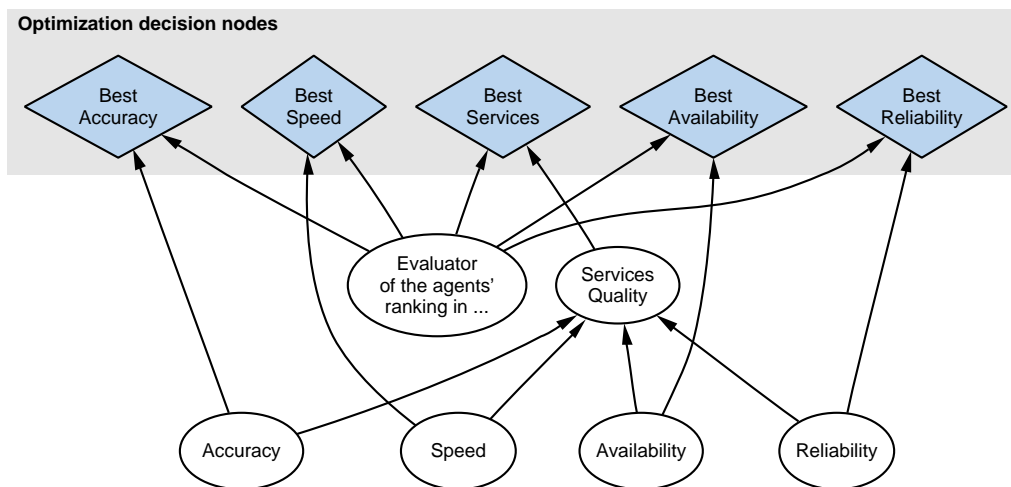 Optimization decision nodes
Best
Accuracy
Best
Speed
Best
Services
Best
Availability
Best
Reliability
Evaluator
of the agents’
ranking in ...
Services
Quality
Accuracy
Speed
Availability
Reliability